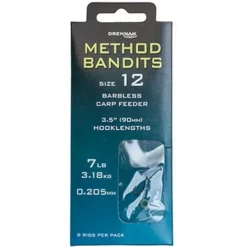 DRENNAN
METHOD
BANDITS
SIZE 12
BARBLESS
CARP FEEDER
3.5" (90MM)
HOOKLENGTHS
7LB
3.18KG
0.205MM
8 RIGS PER PACK